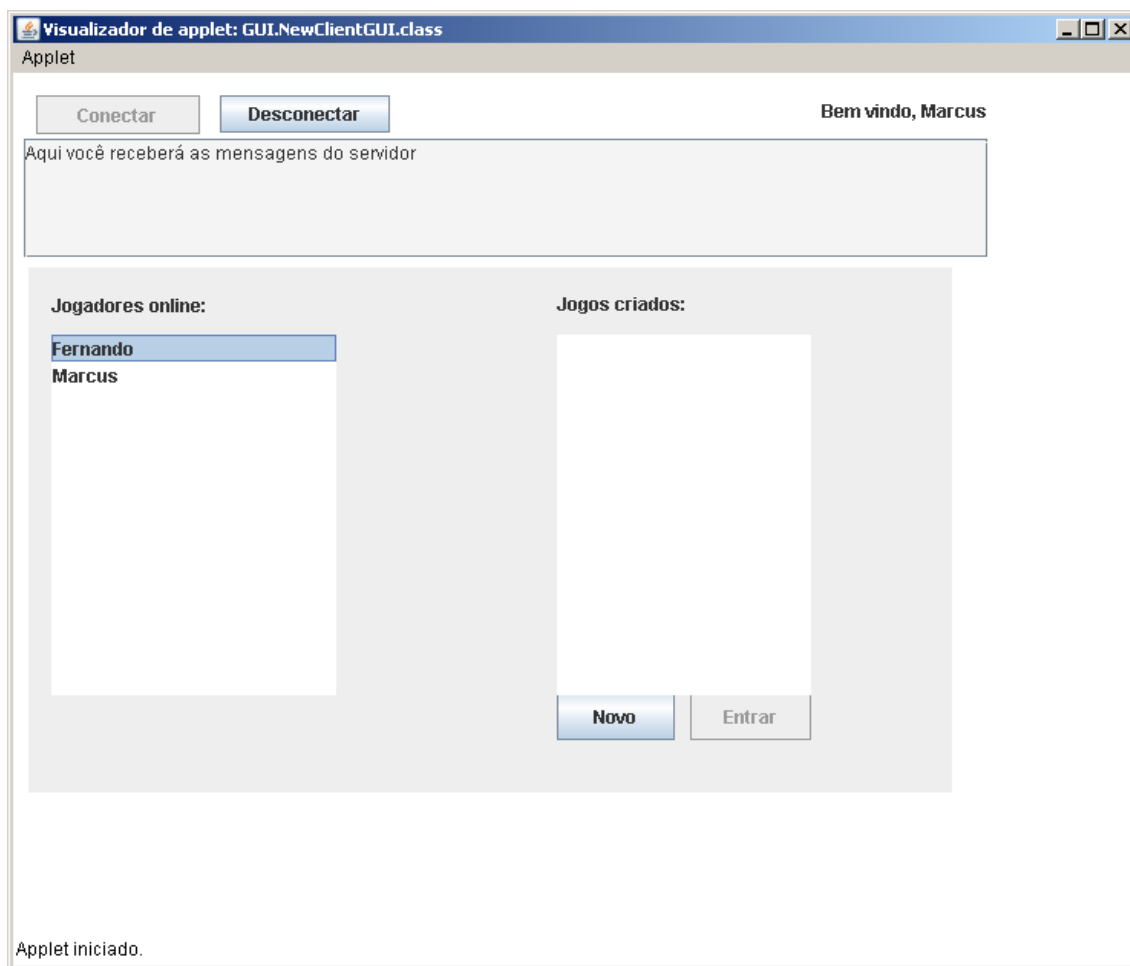 Visualizador de applet: GUI.NewClientGUI.class
Applet
Conectar
Desconectar
Bem vindo, Marcus
Aqui você receberá as mensagens do servidor
Jogadores online:
Jogos criados:
Fernando
Marcus
Novo
Entrar
Applet iniciado.